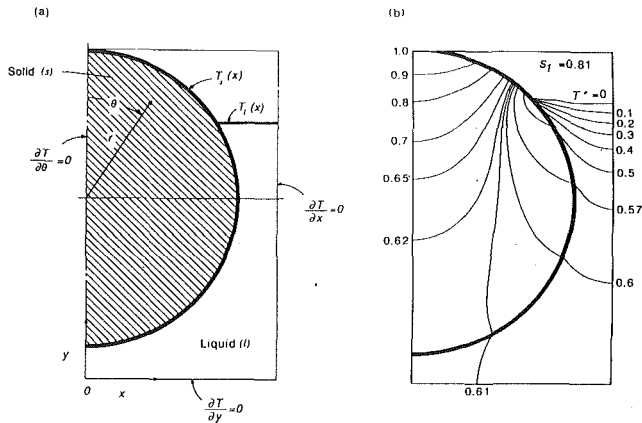 (a)
Solid (s)
θ
r
T_s (x)
T_l (x)
∂T/∂θ =0
∂T/∂x =0
Liquid (l)
y
0
x
∂T/∂y =0
(b)
1.0
0.9
0.8
0.7
0.65
0.62
S_l =0.81
T* =0
0.1
0.2
0.3
0.4
0.5
0.57
0.6
0.61